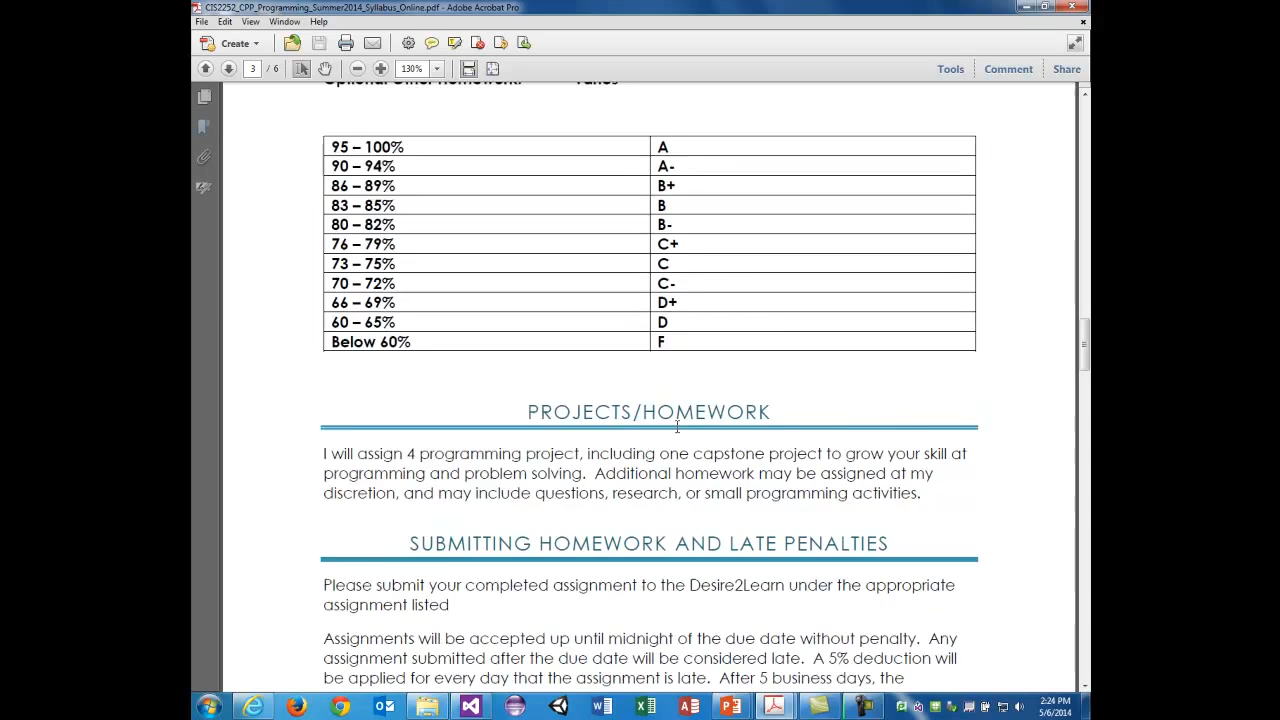 CIS2252_CPP_Programming_Summer2014_Syllabus_Online.pdf - Adobe Acrobat Pro
File Edit View Window Help
Create
3 / 6 130% Tools Comment Share
95 – 100% A
90 – 94% A-
86 – 89% B+
83 – 85% B
80 – 82% B-
76 – 79% C+
73 – 75% C
70 – 72% C-
66 – 69% D+
60 – 65% D
Below 60% F
PROJECTS/HOMEWORK
I will assign 4 programming project, including one capstone project to grow your skill at
programming and problem solving. Additional homework may be assigned at my
discretion, and may include questions, research, or small programming activities.
SUBMITTING HOMEWORK AND LATE PENALTIES
Please submit your completed assignment to the Desire2Learn under the appropriate
assignment listed
Assignments will be accepted up until midnight of the due date without penalty. Any
assignment submitted after the due date will be considered late. A 5% deduction will
be applied for every day that the assignment is late. After 5 business days, the
2:24 PM
5/6/2014